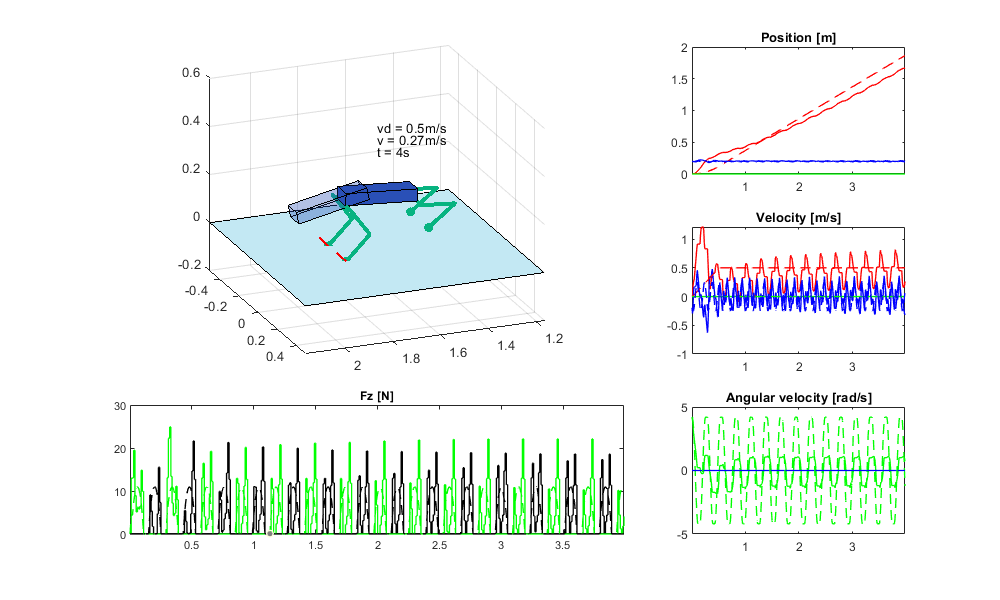 0.6
0.4
0.2
0
-0.2
-0.4
-0.2
0
0.2
0.4
2
1.8
1.6
1.4
1.2
vd = 0.5m/s
v = 0.27m/s
t = 4s
Position [m]
2
1.5
1
0.5
0
1 2 3
Velocity [m/s]
1
0.5
0
-0.5
-1
1 2 3
Fz [N]
30
20
10
0
0.5 1 1.5 2 2.5 3 3.5
Angular velocity [rad/s]
5
0
-5
1 2 3